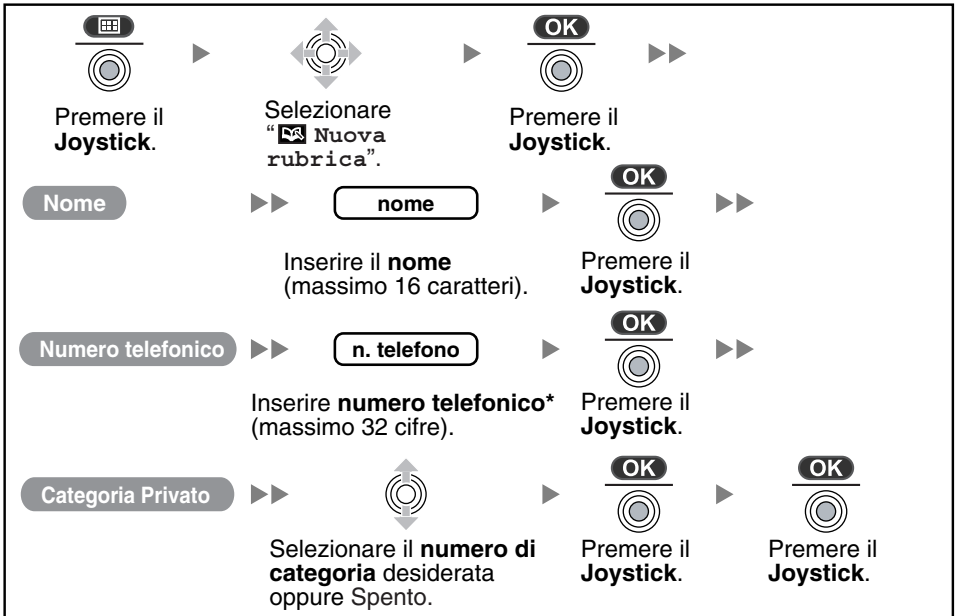 OK
Premere il
Joystick.
Selezionare
“ Nuova
rubrica”.
Premere il
Joystick.
Nome
nome
OK
Inserire il nome
(massimo 16 caratteri).
Premere il
Joystick.
Numero telefonico
n. telefono
OK
Inserire numero telefonico*
(massimo 32 cifre).
Premere il
Joystick.
Categoria Privato
OK
OK
Selezionare il numero di
categoria desiderata
oppure Spento.
Premere il
Joystick.
Premere il
Joystick.